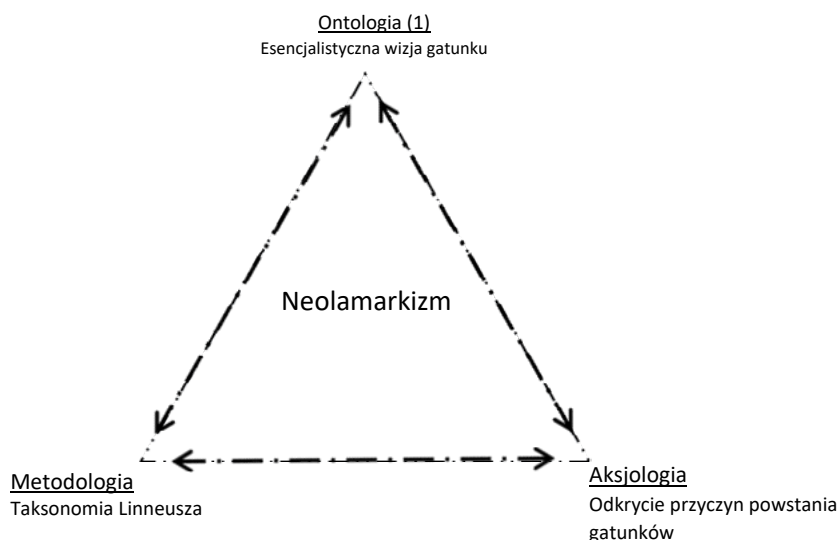 Ontologia (1)
Esencjalistyczna wizja gatunku
Neolamarkizm
Metodologia
Taksonomia Linneusza
Aksjologia
Odkrycie przyczyn powstania
gatunków